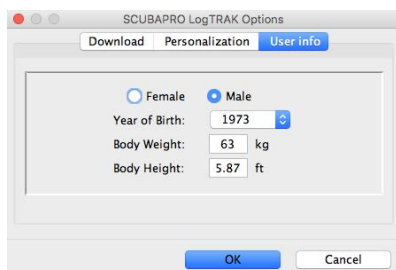 SCUBAPRO LogTRAK Options
Download Personalization User info
Female Male
Year of Birth: 1973
Body Weight: 63 kg
Body Height: 5.87 ft
OK Cancel